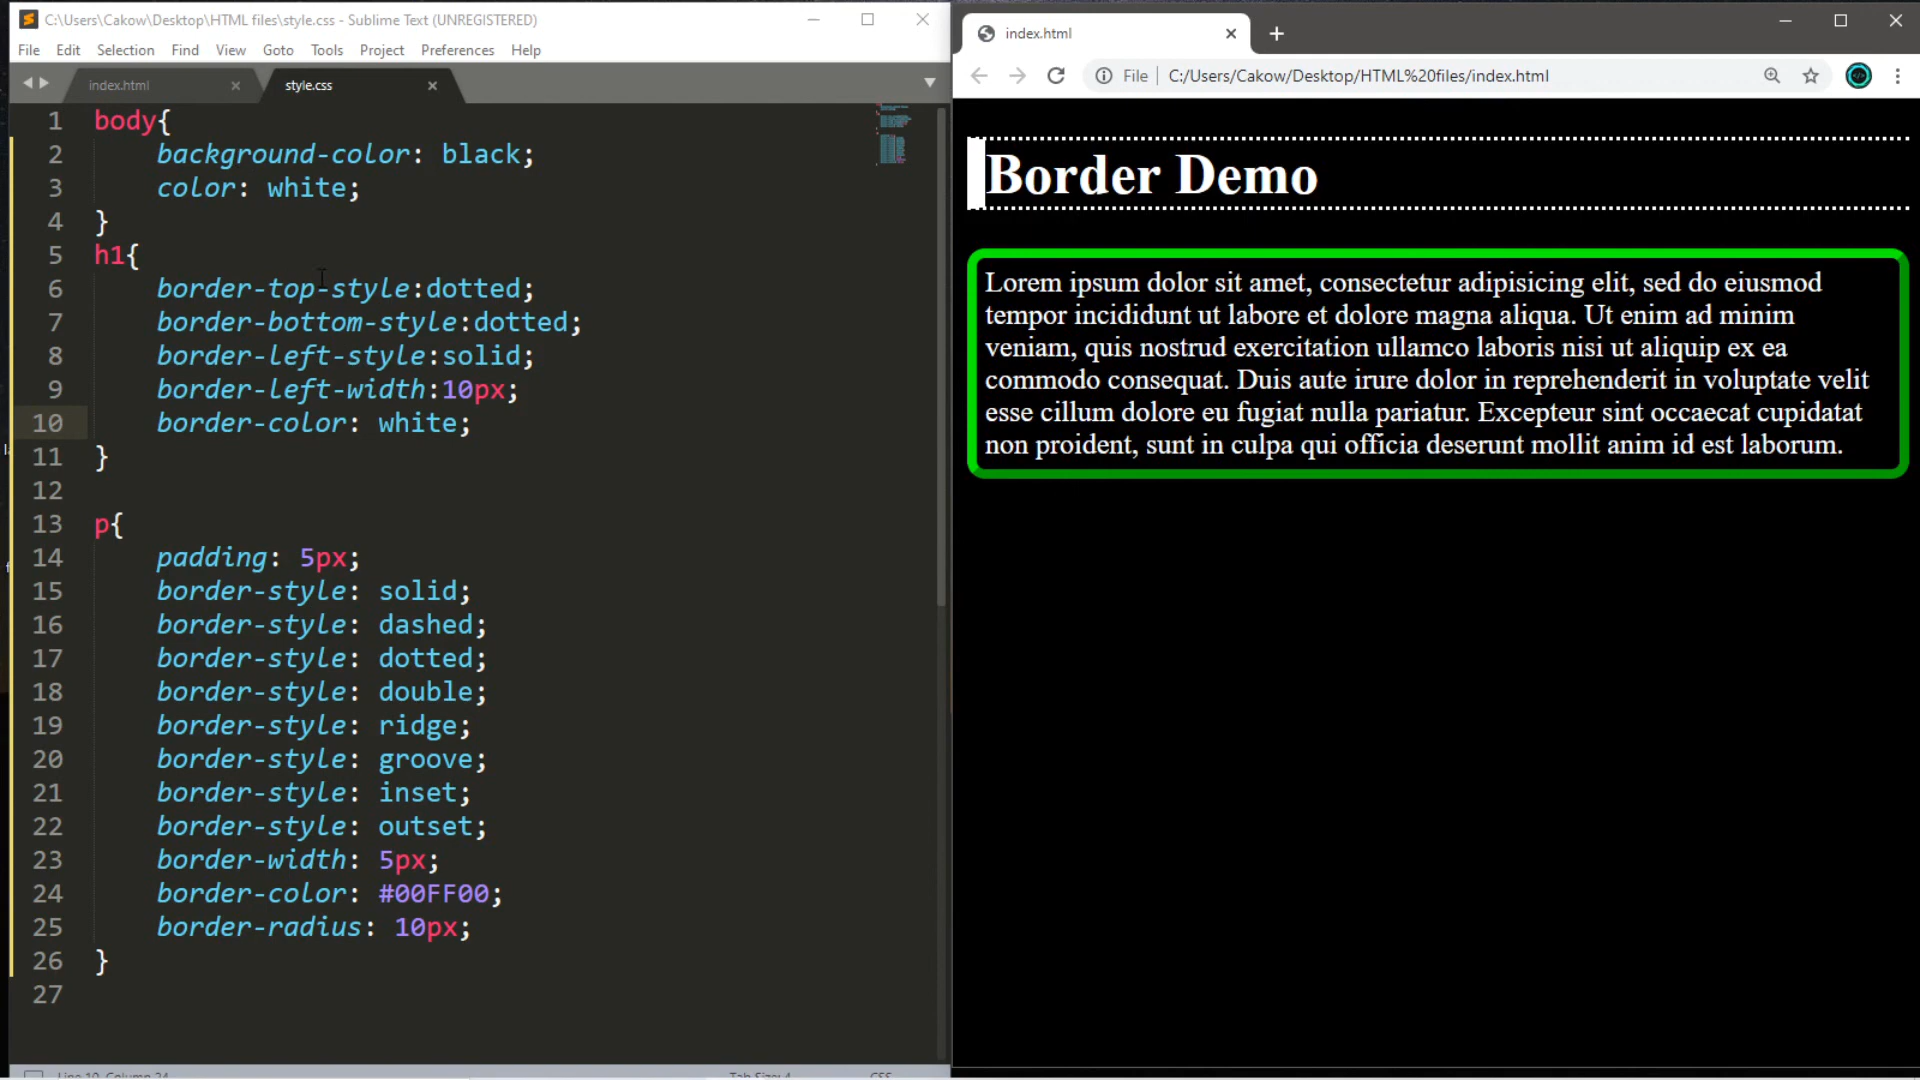 C:\Users\Cakow\Desktop\HTML files\style.css - Sublime Text (UNREGISTERED)
File Edit Selection Find View Goto Tools Project Preferences Help
index.html
style.css
1 body{
2 background-color: black;
3 color: white;
4 }
5 h1{
6 border-top-style:dotted;
7 border-bottom-style:dotted;
8 border-left-style:solid;
9 border-left-width:10px;
10 border-color: white;
11 }
12
13 p{
14 padding: 5px;
15 border-style: solid;
16 border-style: dashed;
17 border-style: dotted;
18 border-style: double;
19 border-style: ridge;
20 border-style: groove;
21 border-style: inset;
22 border-style: outset;
23 border-width: 5px;
24 border-color: #00FF00;
25 border-radius: 10px;
26 }
27
index.html
File C:/Users/Cakow/Desktop/HTML%20files/index.html
Border Demo
Lorem ipsum dolor sit amet, consectetur adipisicing elit, sed do eiusmod
tempor incididunt ut labore et dolore magna aliqua. Ut enim ad minim
veniam, quis nostrud exercitation ullamco laboris nisi ut aliquip ex ea
commodo consequat. Duis aute irure dolor in reprehenderit in voluptate velit
esse cillum dolore eu fugiat nulla pariatur. Excepteur sint occaecat cupidatat
non proident, sunt in culpa qui officia deserunt mollit anim id est laborum.